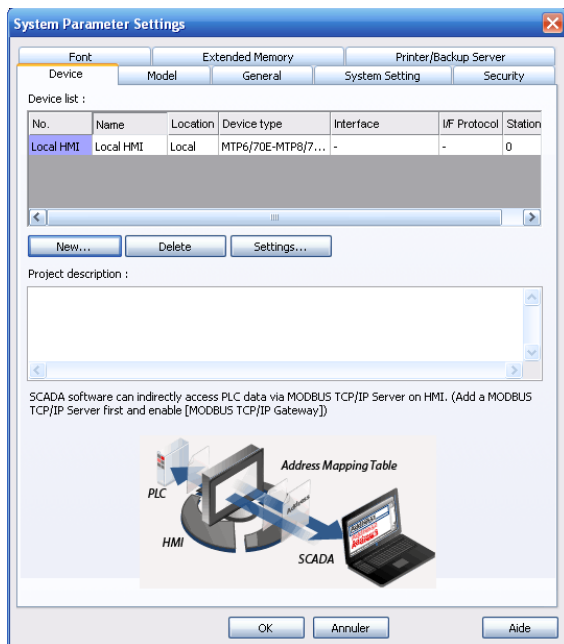 System Parameter Settings
Font Extended Memory Printer/Backup Server
Device Model General System Setting Security
Device list :
No. Name Location Device type Interface I/F Protocol Station
Local HMI Local HMI Local MTP6/70E-MTP8/7... - - 0
New... Delete Settings...
Project description :
SCADA software can indirectly access PLC data via MODBUS TCP/IP Server on HMI. (Add a MODBUS
TCP/IP Server first and enable [MODBUS TCP/IP Gateway])
Address Mapping Table
PLC
Address
HMI
SCADA
OK Annuler Aide